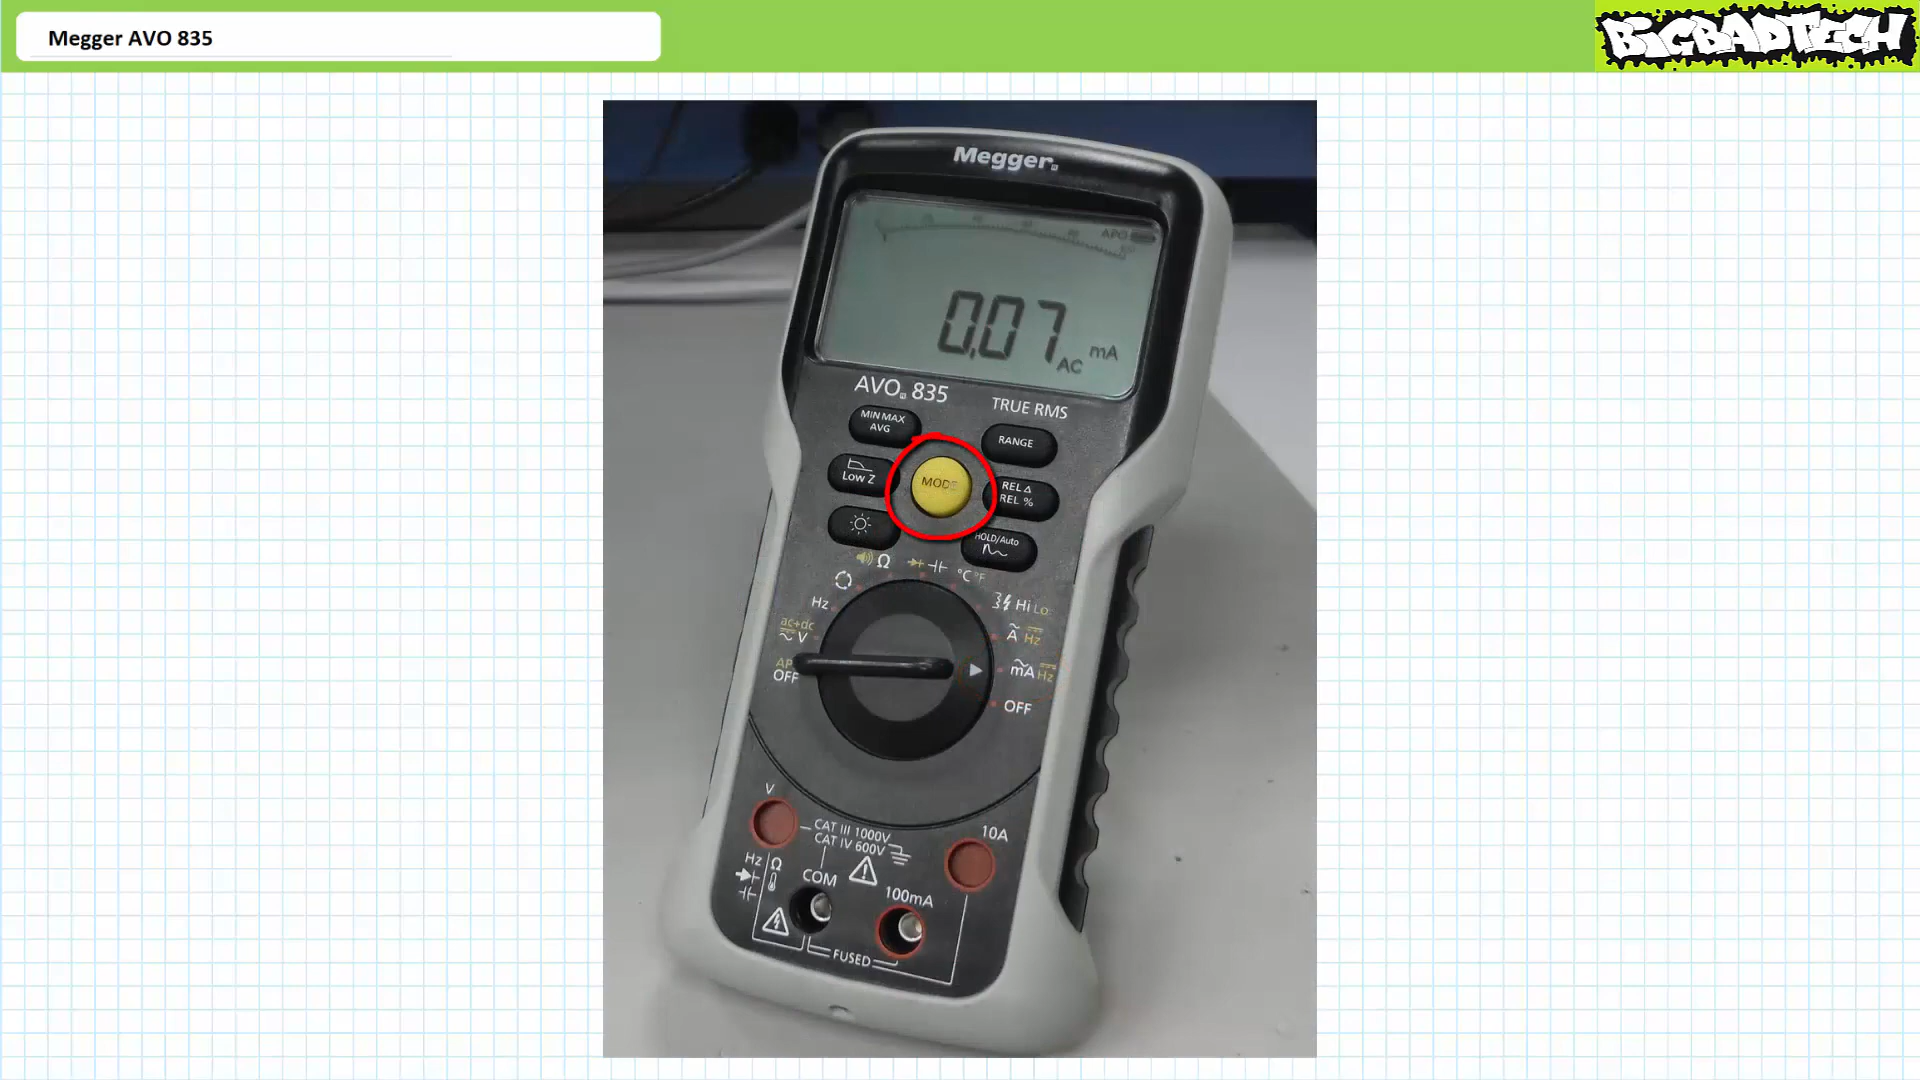 Megger AVO 835
BIGBADTECH
Megger.
APO
0.07
AC mA
AVO 835
TRUE RMS
MIN MAX
AVG
RANGE
Low Z
MODE
REL Δ
REL %
HOLD/Auto
Ω
°C °F
Hz
Hi Lo
ac+dc
V
A Hz
OFF
mA Hz
OFF
V
CAT III 1000V
CAT IV 600V
10A
Hz Ω
COM
100mA
FUSED